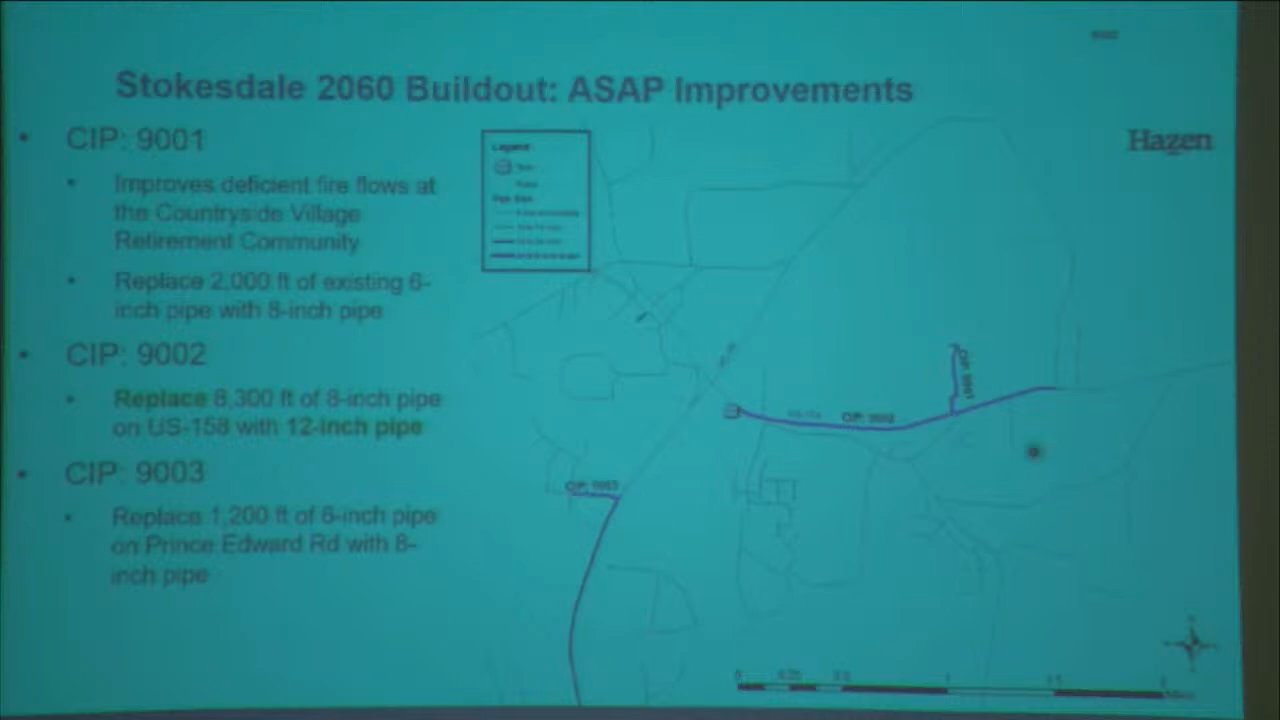 Stokesdale 2060 Buildout: ASAP Improvements
Hazen
• CIP: 9001
• Improves deficient fire flows at
the Countryside Village
Retirement Community
• Replace 2,000 ft of existing 6-
inch pipe with 8-inch pipe
• CIP: 9002
• Replace 8,300 ft of 8-inch pipe
on US-158 with 12-inch pipe
• CIP: 9003
• Replace 1,200 ft of 6-inch pipe
on Prince Edward Rd with 8-
inch pipe
Legend
CIP: 9001
CIP: 9002
CIP: 9003